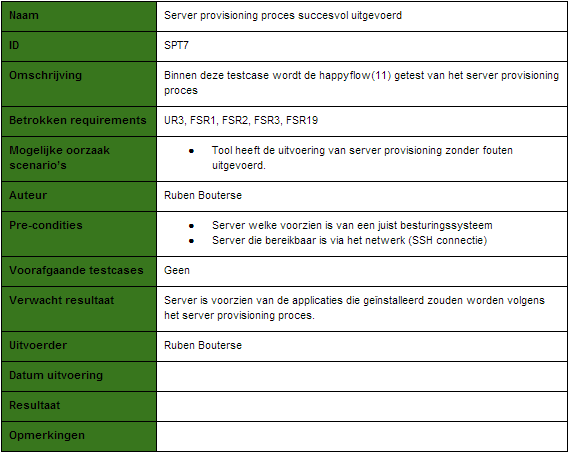 Naam
Server provisioning proces succesvol uitgevoerd
ID
SPT7
Omschrijving
Binnen deze testcase wordt de happyflow(11) getest van het server provisioning
proces
Betrokken requirements
UR3, FSR1, FSR2, FSR3, FSR19
Mogelijke oorzaak
scenario's
● Tool heeft de uitvoering van server provisioning zonder fouten
uitgevoerd.
Auteur
Ruben Bouterse
Pre-condities
● Server welke voorzien is van een juist besturingssysteem
● Server die bereikbaar is via het netwerk (SSH connectie)
Voorafgaande testcases
Geen
Verwacht resultaat
Server is voorzien van de applicaties die geïnstalleerd zouden worden volgens
het server provisioning proces.
Uitvoerder
Ruben Bouterse
Datum uitvoering
Resultaat
Opmerkingen